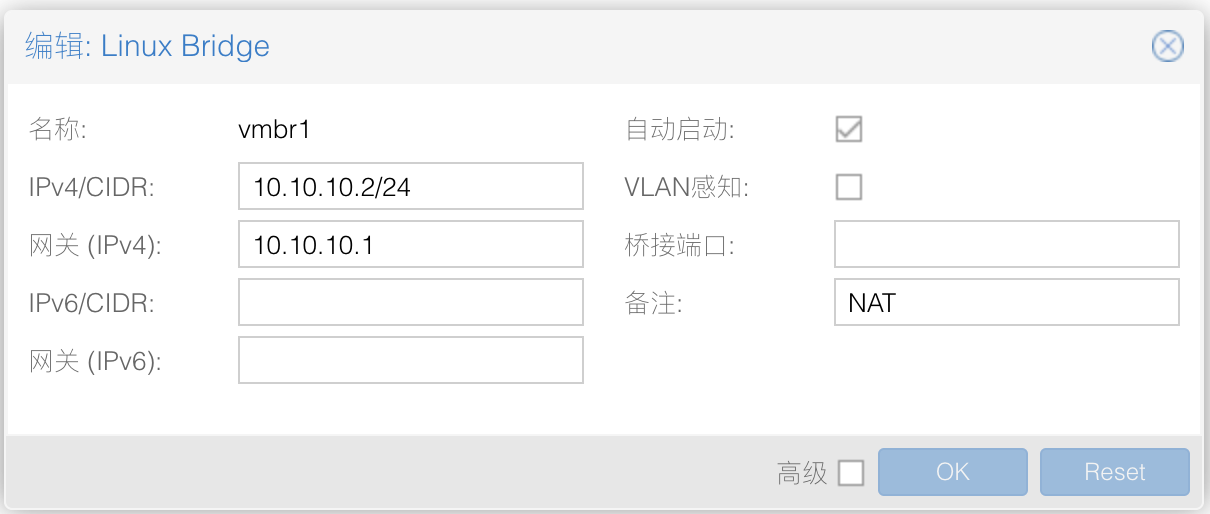 编辑: Linux Bridge
名称: vmbr1
自动启动:
IPv4/CIDR: 10.10.10.2/24
VLAN感知:
网关 (IPv4): 10.10.10.1
桥接端口:
IPv6/CIDR:
备注: NAT
网关 (IPv6):
高级 OK Reset